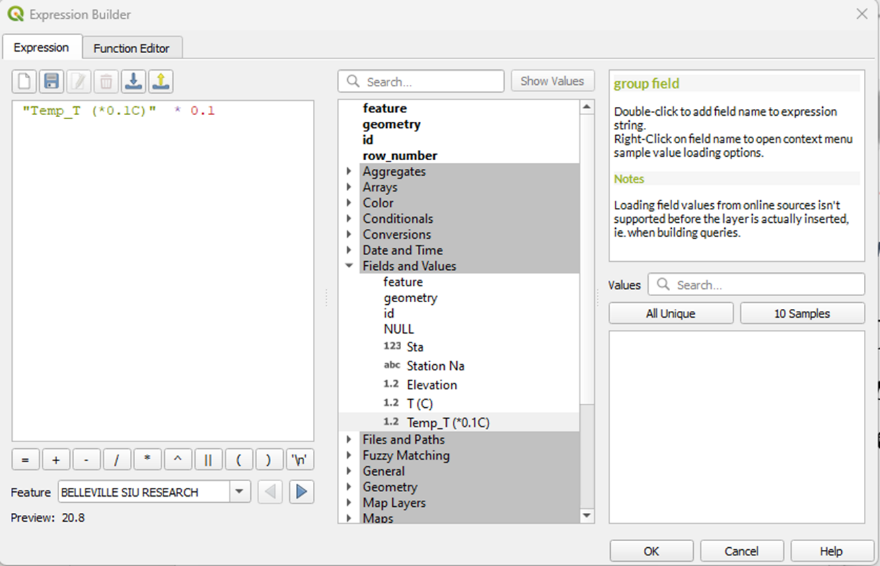 Expression Builder
Expression
Function Editor
Search...
Show Values
"Temp_T (*0.1C)" * 0.1
feature
geometry
id
row_number
Aggregates
Arrays
Color
Conditionals
Conversions
Date and Time
Fields and Values
feature
geometry
id
NULL
123 Sta
abc Station Na
1.2 Elevation
1.2 T (C)
1.2 Temp_T (*0.1C)
Files and Paths
Fuzzy Matching
General
Geometry
Map Layers
Maps
group field
Double-click to add field name to expression
string.
Right-Click on field name to open context menu
sample value loading options.
Notes
Loading field values from online sources isn't
supported before the layer is actually inserted,
ie. when building queries.
Values
Search...
All Unique
10 Samples
= + - / * ^ || ( ) '\n'
Feature BELLEVILLE SIU RESEARCH
Preview: 20.8
OK
Cancel
Help